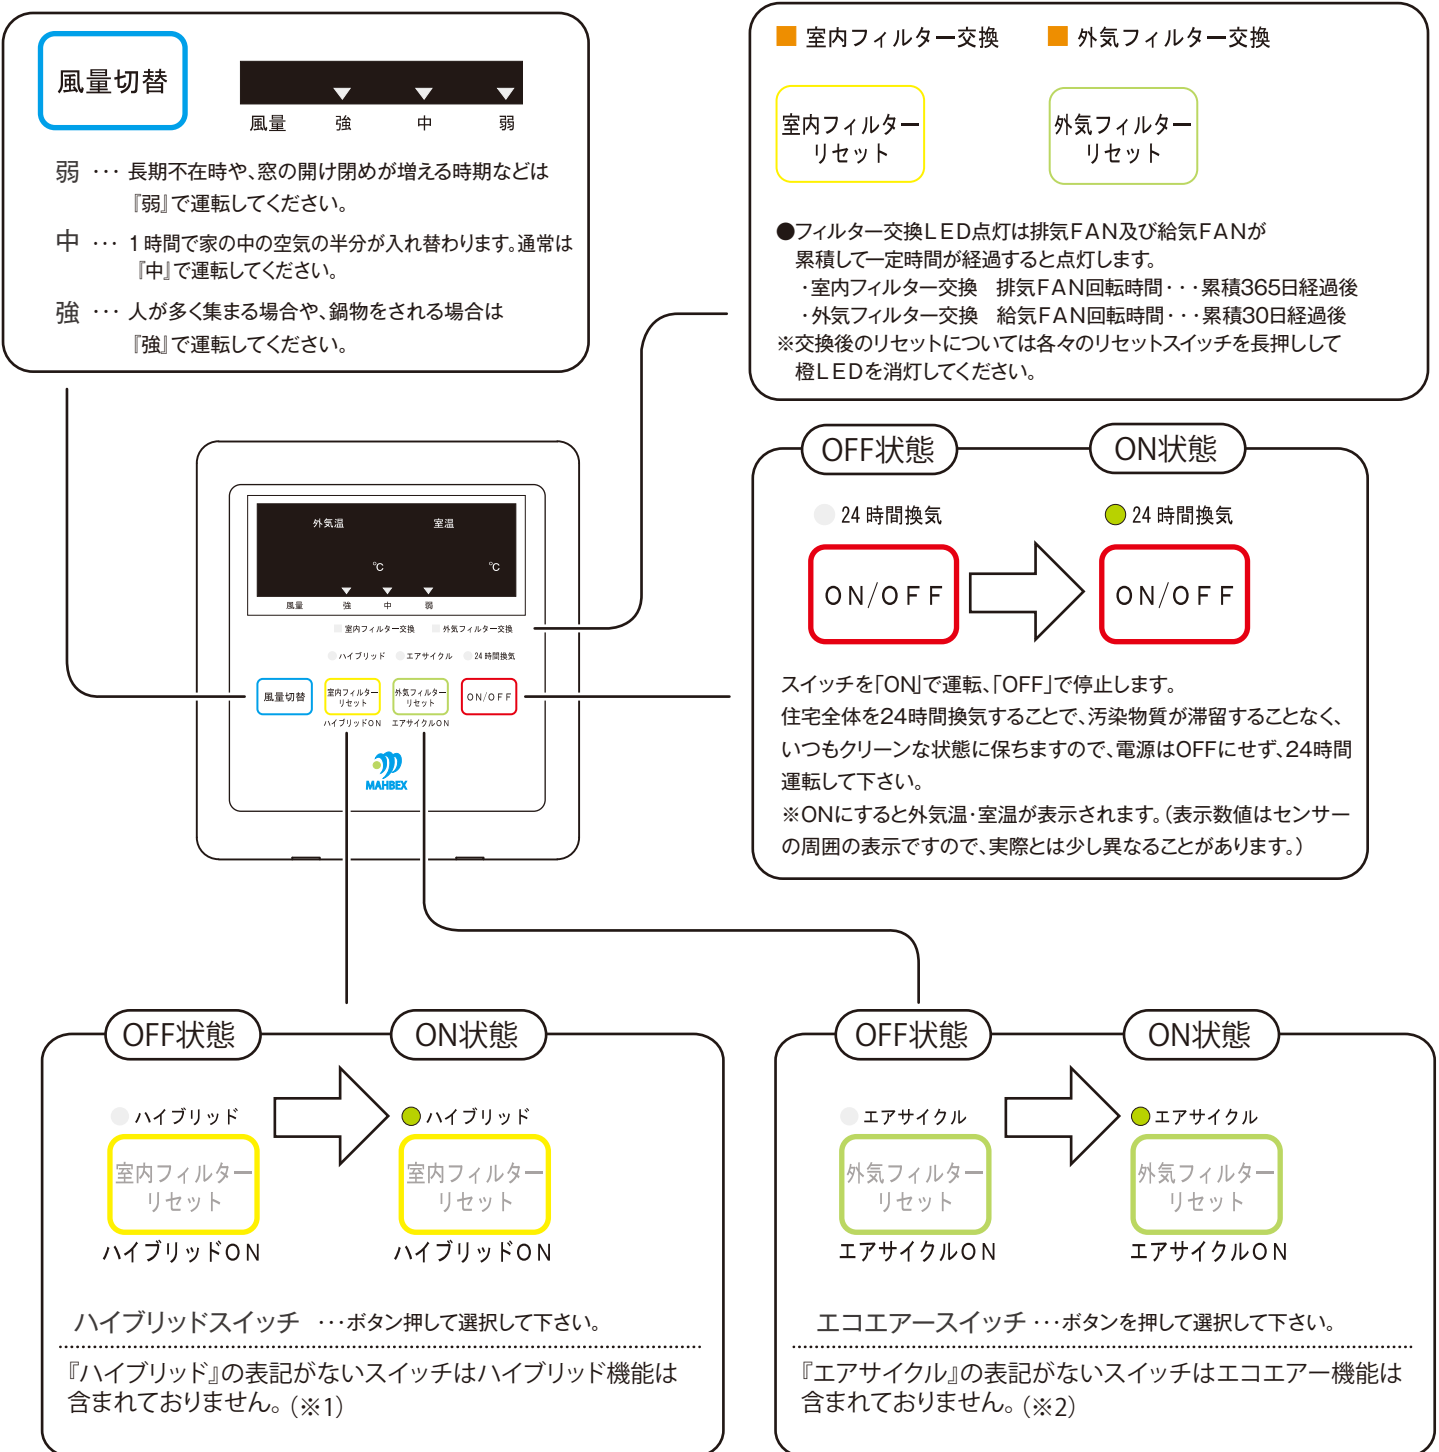 風量切替
風量 強 中 弱
弱 ･･･ 長期不在時や、窓の開け閉めが増える時期などは
『弱』で運転してください。
中 ･･･ 1時間で家の中の空気の半分が入れ替わります。通常は
『中』で運転してください。
強 ･･･ 人が多く集まる場合や、鍋物をされる場合は
『強』で運転してください。
室内フィルター交換 外気フィルター交換
室内フィルター
リセット
外気フィルター
リセット
●フィルター交換LED点灯は排気FAN及び給気FANが
累積して一定時間が経過すると点灯します。
・室内フィルター交換 排気FAN回転時間・・・累積365日経過後
・外気フィルター交換 給気FAN回転時間・・・累積30日経過後
※交換後のリセットについては各々のリセットスイッチを長押しして
橙LEDを消灯してください。
外気温 室温
℃ ℃
風量 強 中 弱
室内フィルター交換 外気フィルター交換
ハイブリッド エアサイクル 24時間換気
風量切替
室内フィルター
リセット
外気フィルター
リセット
ON/OFF
ハイブリッドON エアサイクルON
MAHBEX
OFF状態 ON状態
24時間換気 24時間換気
ON/OFF ON/OFF
スイッチを「ON」で運転、「OFF」で停止します。
住宅全体を24時間換気することで、汚染物質が滞留することなく、
いつもクリーンな状態に保ちますので、電源はOFFにせず、24時間
運転して下さい。
※ONにすると外気温・室温が表示されます。（表示数値はセンサー
の周囲の表示ですので、実際とは少し異なることがあります。）
OFF状態 ON状態
ハイブリッド ハイブリッド
室内フィルター
リセット
室内フィルター
リセット
ハイブリッドON ハイブリッドON
ハイブリッドスイッチ ･･･ボタン押して選択して下さい。
『ハイブリッド』の表記がないスイッチはハイブリッド機能は
含まれておりません。（※1）
OFF状態 ON状態
エアサイクル エアサイクル
外気フィルター
リセット
外気フィルター
リセット
エアサイクルON エアサイクルON
エコエアースイッチ ･･･ボタンを押して選択して下さい。
『エアサイクル』の表記がないスイッチはエコエアー機能は
含まれておりません。（※2）